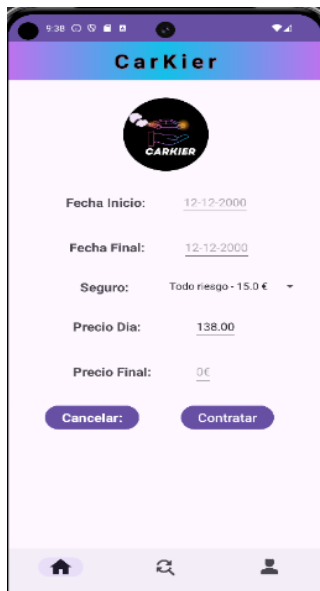 9:38
CarKier
CARKIER
Fecha Inicio: 12-12-2000
Fecha Final: 12-12-2000
Seguro: Todo riesgo - 15.0 €
Precio Dia: 138.00
Precio Final: 0€
Cancelar: Contratar